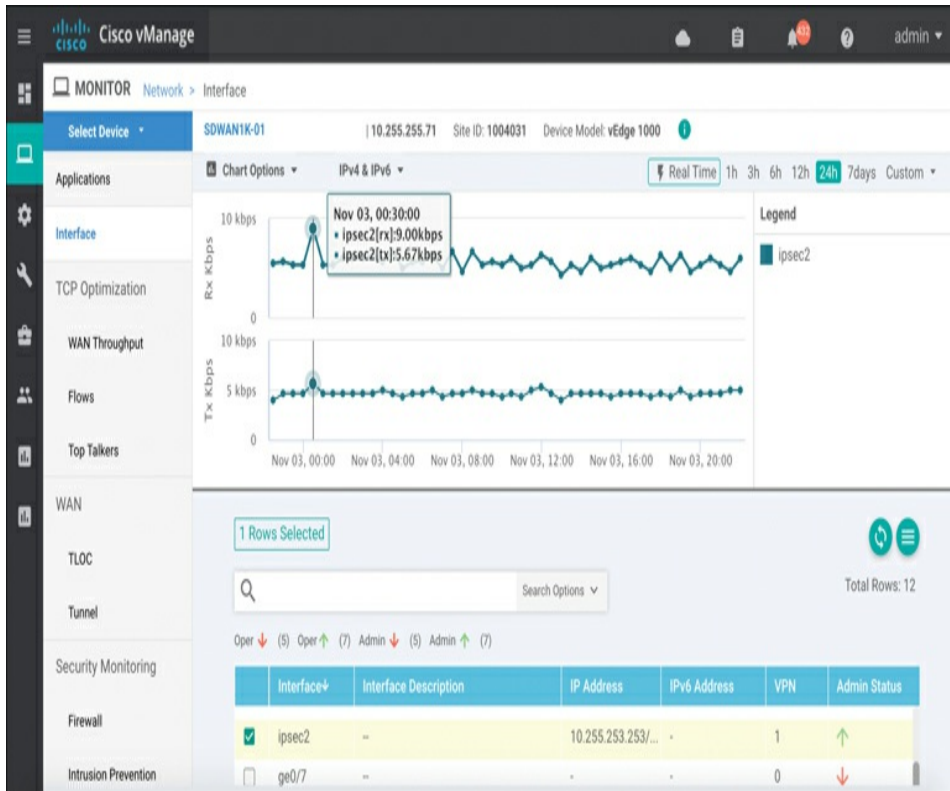 CISCO Cisco vManage 432 admin
MONITOR Network > Interface
Select Device
SDWAN1K-01 | 10.255.255.71 Site ID: 1004031 Device Model: vEdge 1000
Applications
Interface
TCP Optimization
WAN Throughput
Flows
Top Talkers
WAN
TLOC
Tunnel
Security Monitoring
Firewall
Intrusion Prevention
Chart Options IPv4 & IPv6 Real Time 1h 3h 6h 12h 24h 7days Custom
Nov 03, 00:30:00
• ipsec2[rx]:9.00kbps
• ipsec2[tx]:5.67kbps
Legend
ipsec2
10 kbps
Rx Kbps
0
10 kbps
Tx Kbps
5 kbps
0
Nov 03, 00:00 Nov 03, 04:00 Nov 03, 08:00 Nov 03, 12:00 Nov 03, 16:00 Nov 03, 20:00
1 Rows Selected
Search Options
Total Rows: 12
Oper ↓ (5) Oper ↑ (7) Admin ↓ (5) Admin ↑ (7)
Interface↓ Interface Description IP Address IPv6 Address VPN Admin Status
ipsec2 -- 10.255.253.253/... - 1 ↑
ge0/7 -- - - 0 ↓